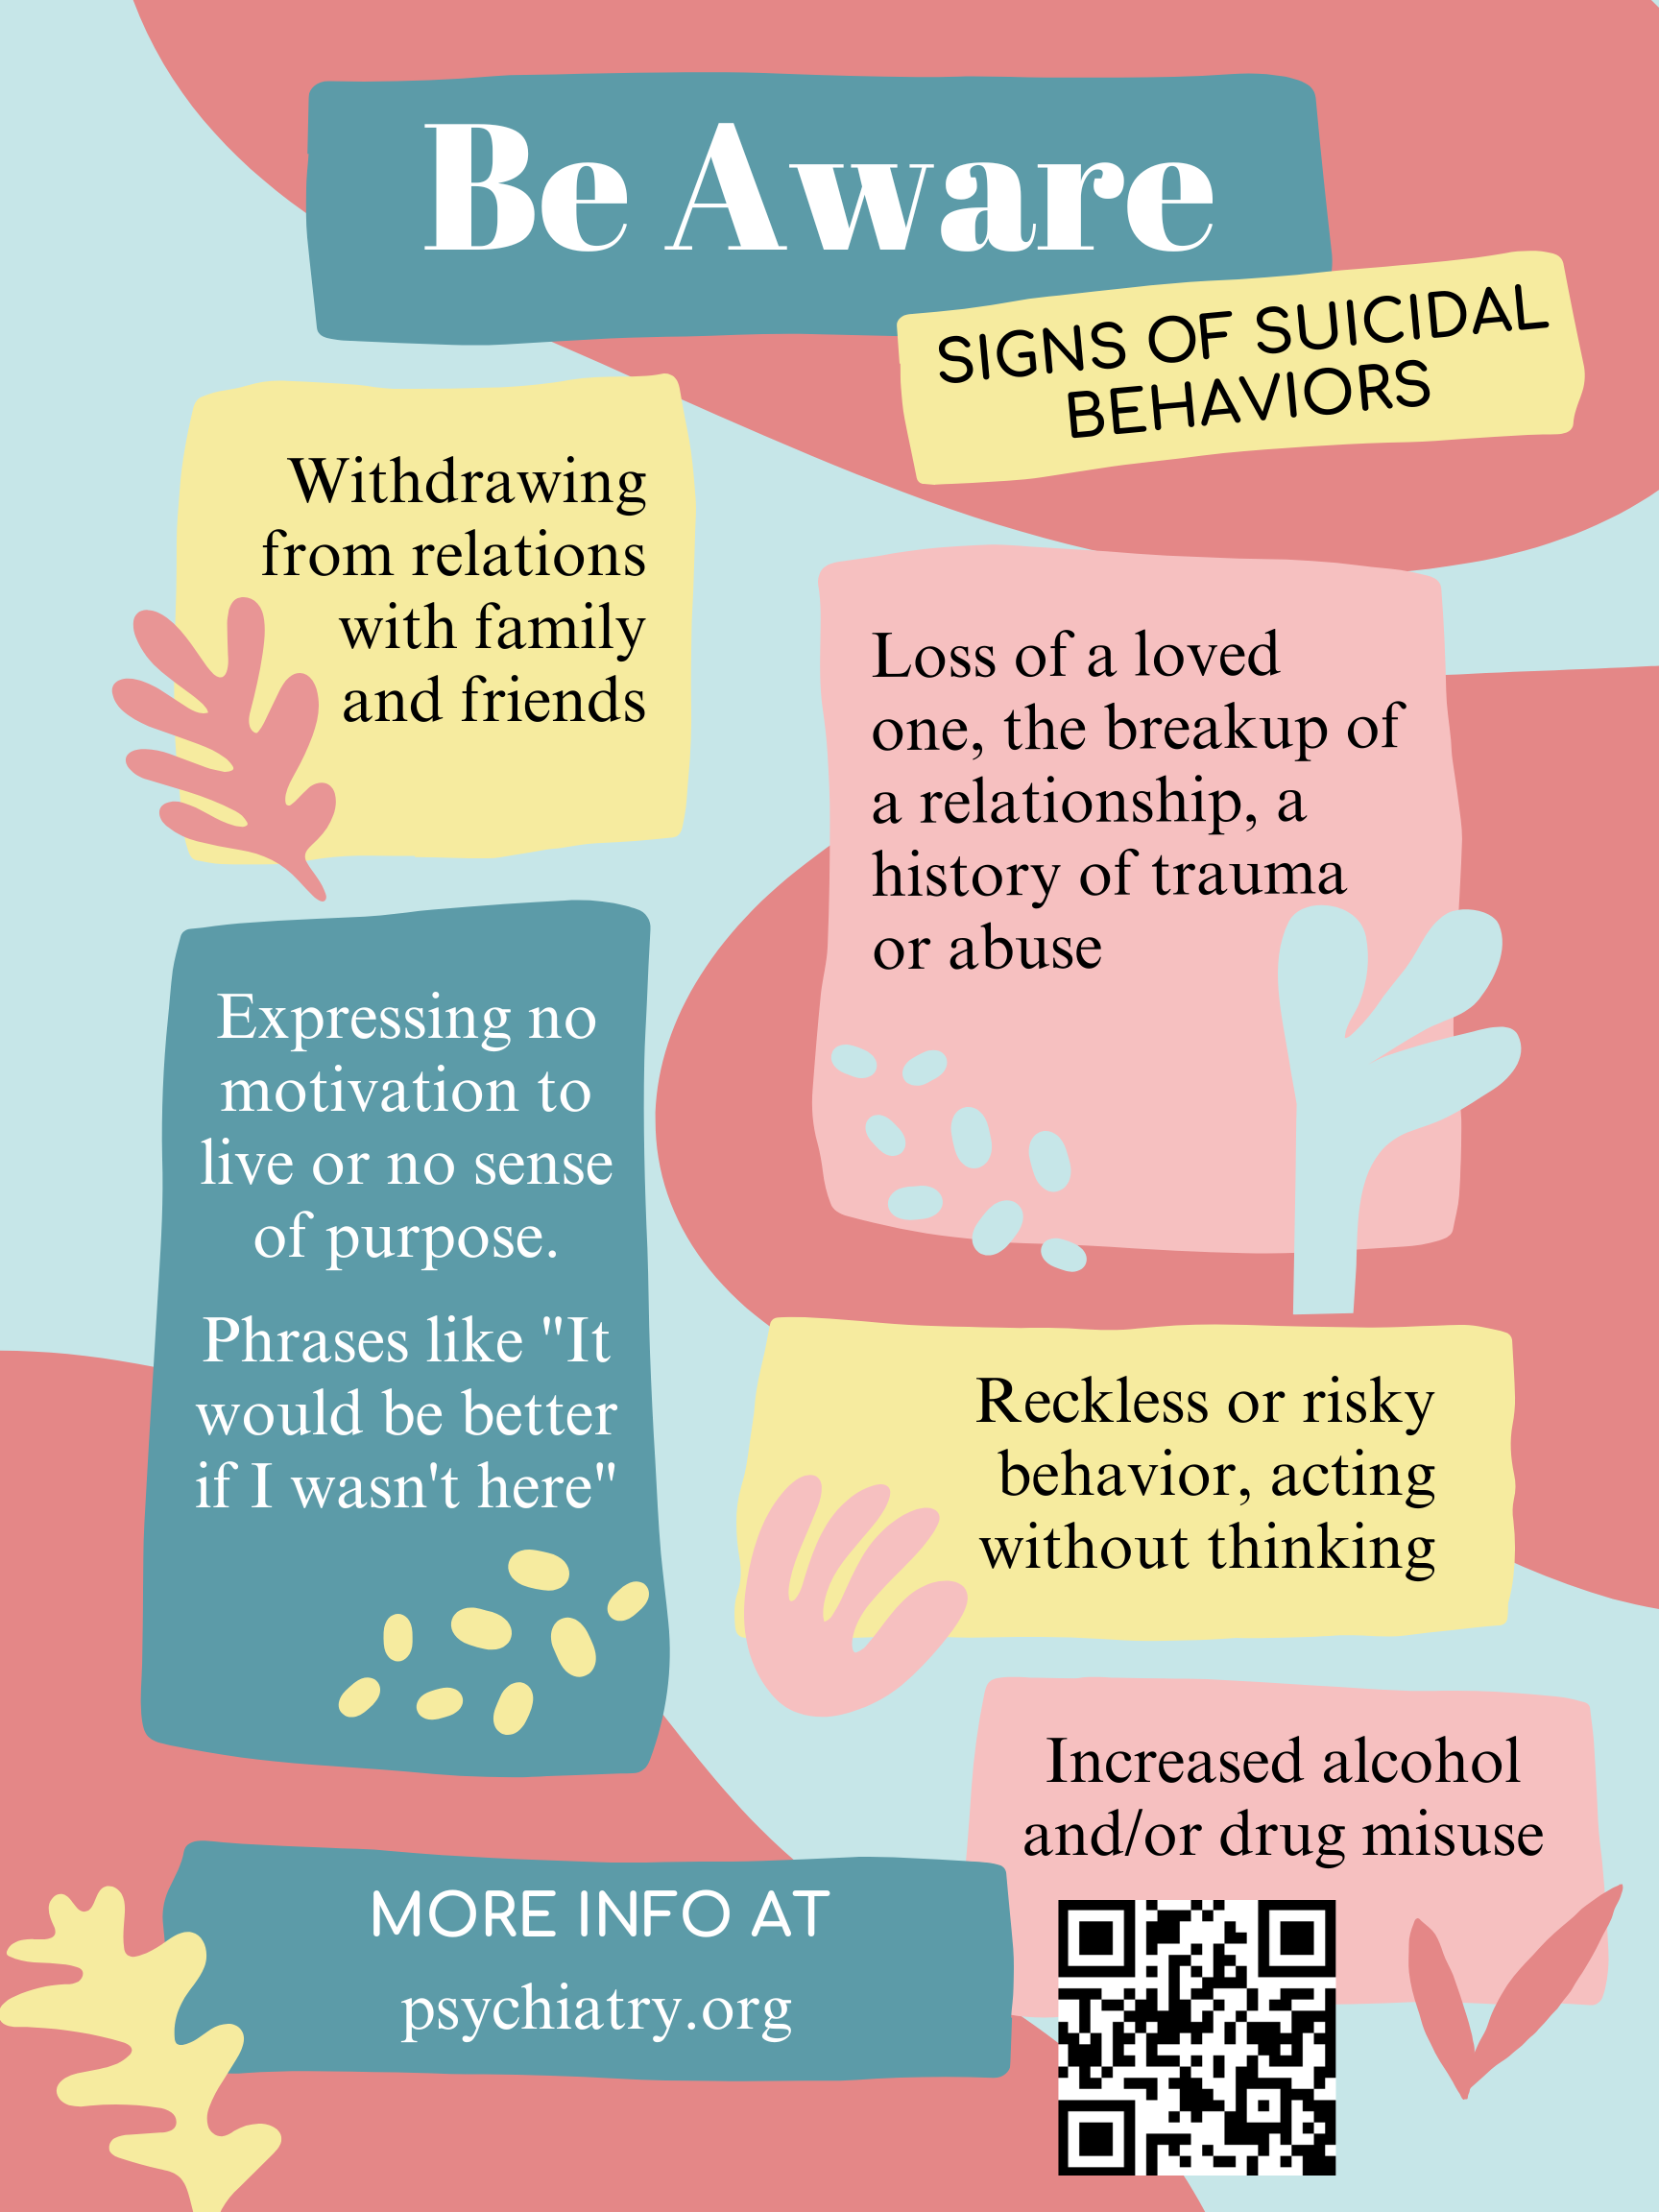 Be Aware
SIGNS OF SUICIDAL
BEHAVIORS
Withdrawing
from relations
with family
and friends
Loss of a loved
one, the breakup of
a relationship, a
history of trauma
or abuse
Expressing no
motivation to
live or no sense
of purpose.
Phrases like "It
would be better
if I wasn't here"
Reckless or risky
behavior, acting
without thinking
Increased alcohol
and/or drug misuse
MORE INFO AT
psychiatry.org